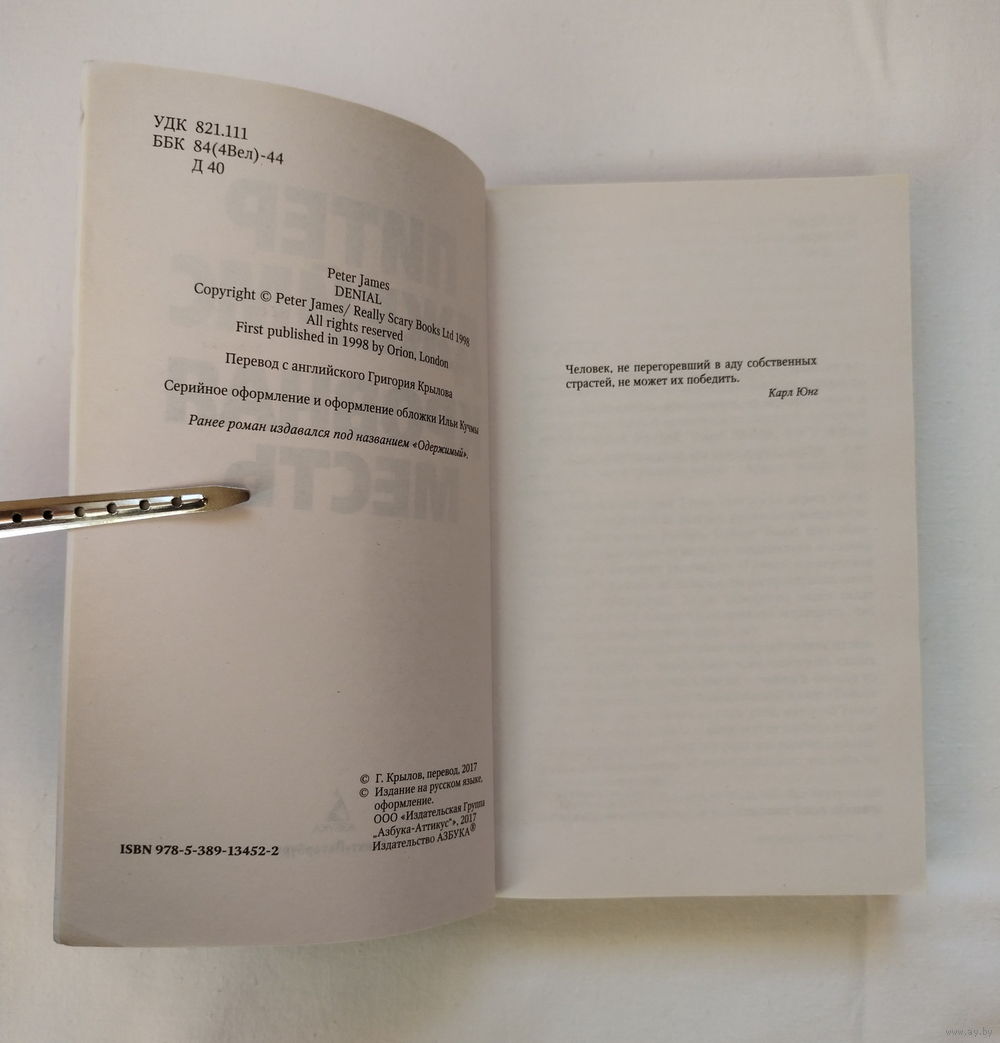 УДК 821.111
ББК 84(4Вел)-44
Д 40
Peter James
DENIAL
Copyright © Peter James/ Really Scary Books Ltd 1998
All rights reserved
First published in 1998 by Orion, London
Перевод с английского Григория Крылова
Серийное оформление и оформление обложки Ильи Кучмы
Ранее роман издавался под названием «Одержимый».
© Г. Крылов, перевод, 2017
© Издание на русском языке,
оформление.
ООО «Издательская Группа
„Азбука-Аттикус“», 2017
Издательство АЗБУКА®
ISBN 978-5-389-13452-2
Человек, не перегоревший в аду собственных
страстей, не может их победить.
Карл Юнг
www.ay.by